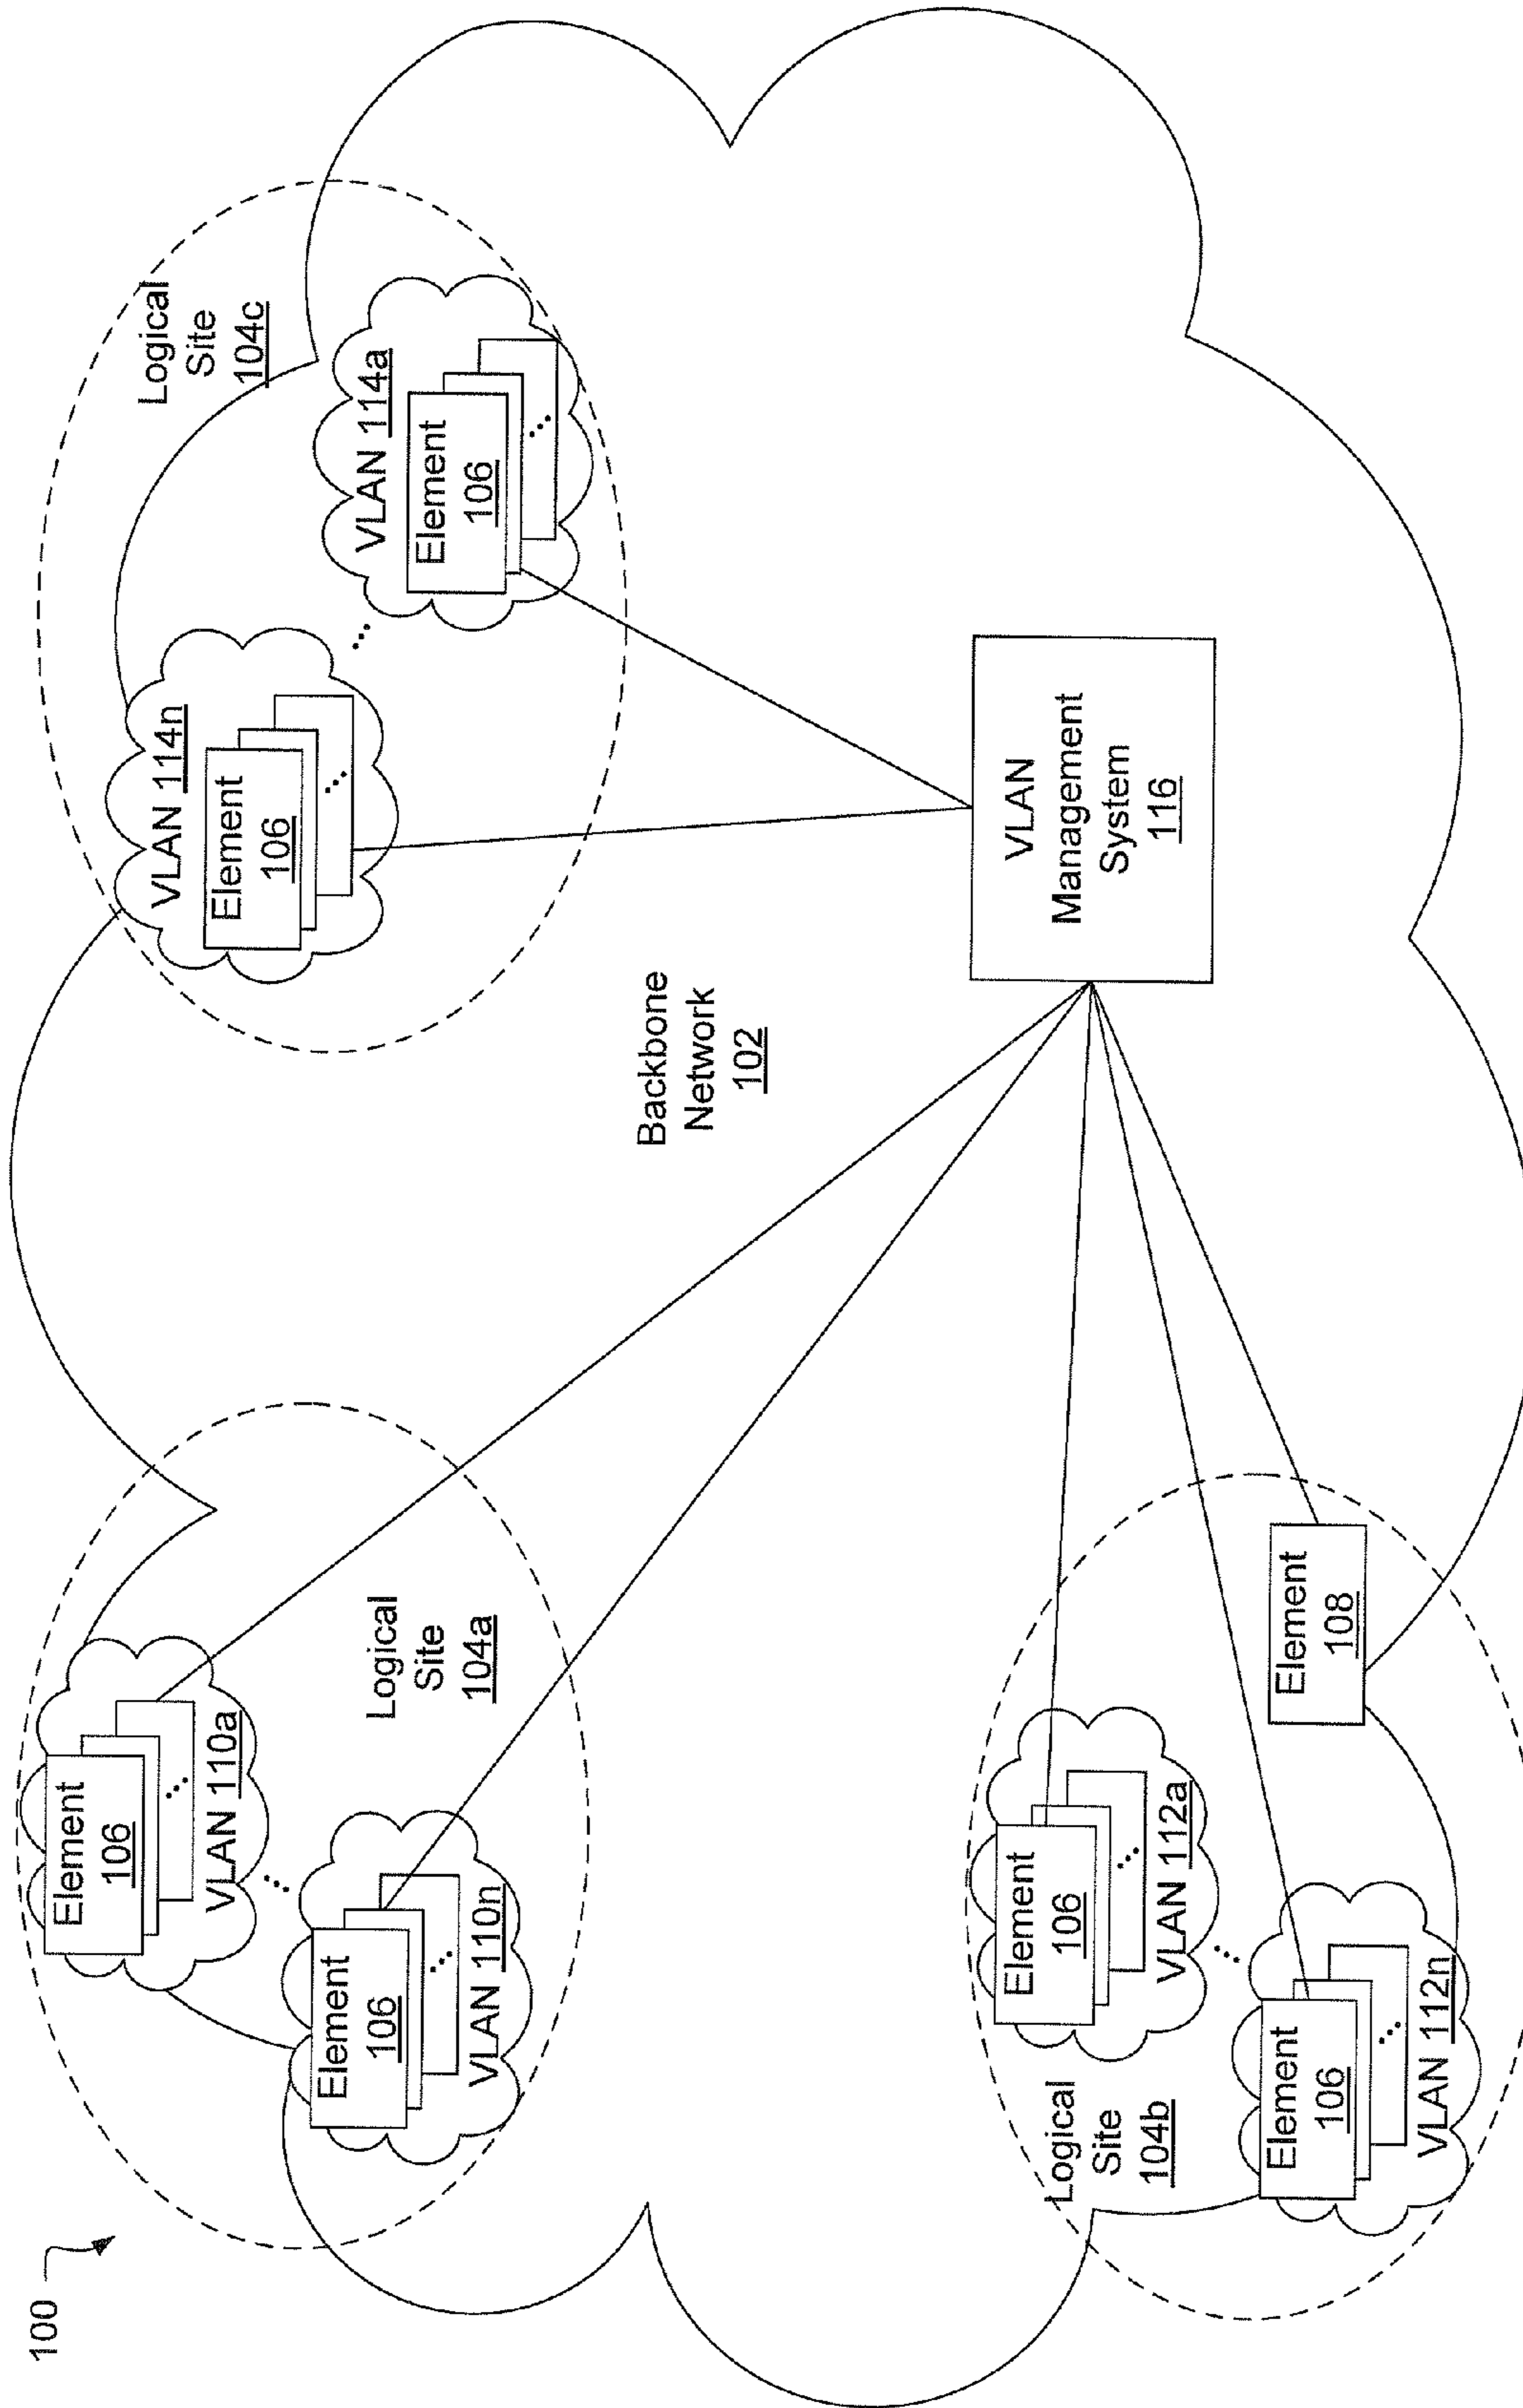 100
Element
106
VLAN 110a
Element
106
VLAN 110n
Logical
Site
104a
VLAN 114n
Element
106
Logical
Site
104c
VLAN 114a
Element
106
Backbone
Network
102
VLAN
Management
System
116
Logical
Site
104b
Element
106
VLAN 112a
Element
106
VLAN 112n
Element
108